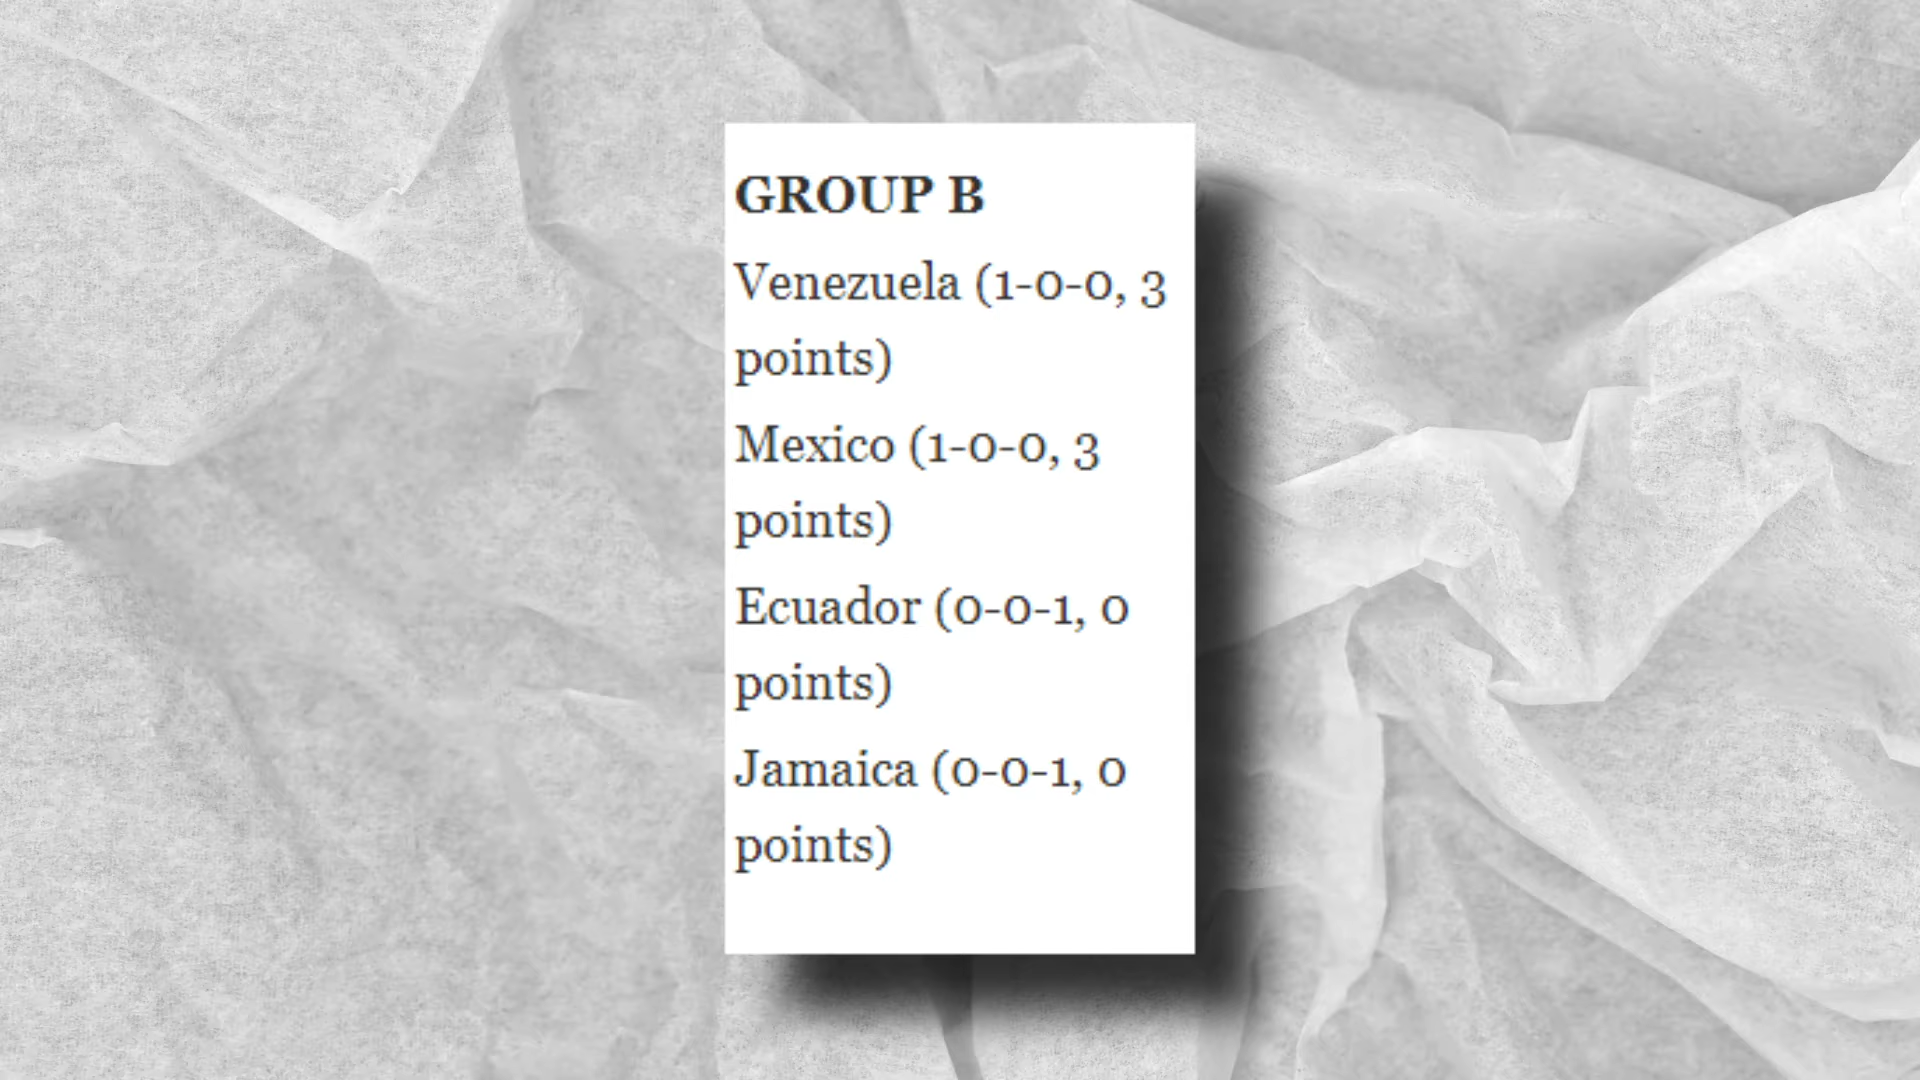 GROUP B
Venezuela (1-0-0, 3
points)
Mexico (1-0-0, 3
points)
Ecuador (0-0-1, 0
points)
Jamaica (0-0-1, 0
points)